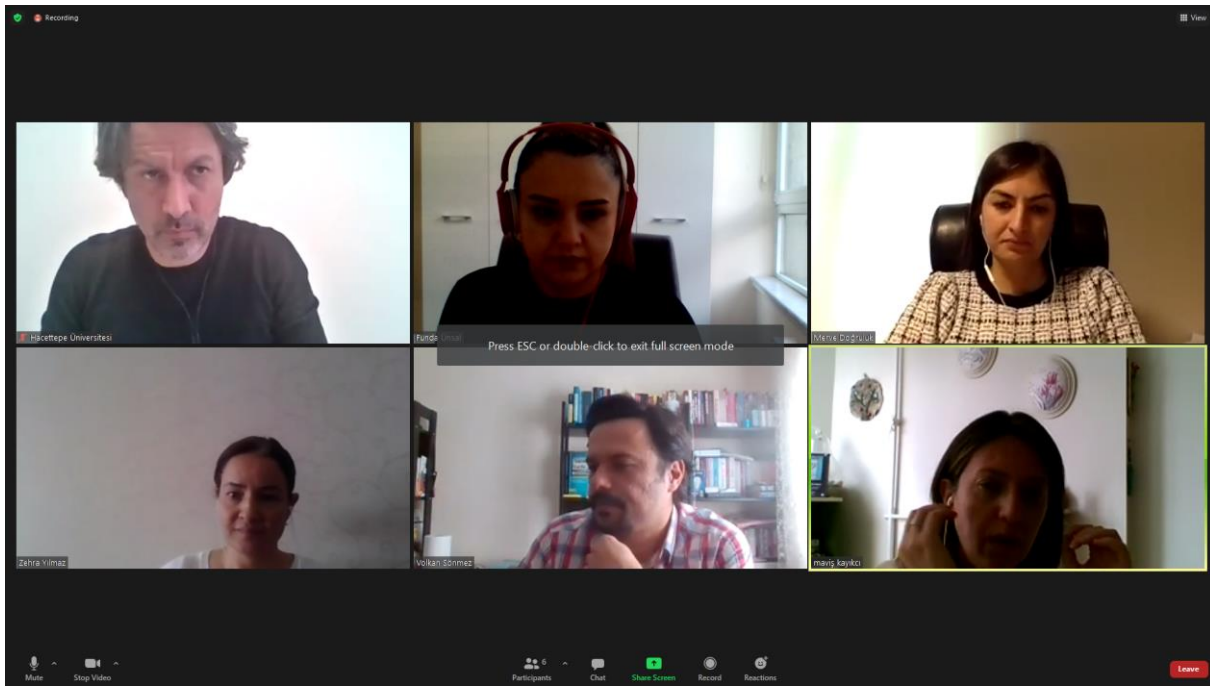 Recording
View
Hacettepe Üniversitesi
Funda
Merve Doğruluk
Press ESC or double-click to exit full screen mode
Zehra Yılmaz
Volkan Sönmez
maviş kayıkcı
Mute
Stop Video
6
Participants
Chat
Share Screen
Record
Reactions
Leave